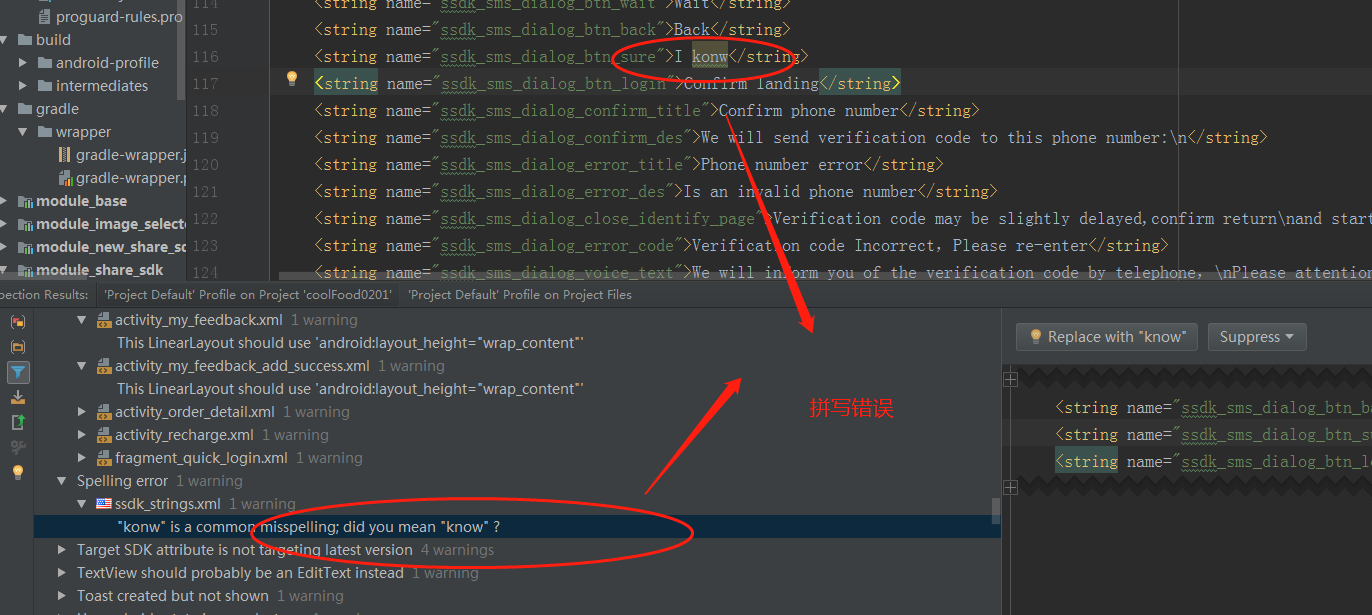 114 <string name="ssdk_sms_dialog_btn_wait">Wait</string>
proguard-rules.pro
115 <string name="ssdk_sms_dialog_btn_back">Back</string>
build
116 <string name="ssdk_sms_dialog_btn_sure">I konw</string>
android-profile
117 <string name="ssdk_sms_dialog_btn_login">Confirm landing</string>
intermediates
118 <string name="ssdk_sms_dialog_confirm_title">Confirm phone number</string>
gradle
119 <string name="ssdk_sms_dialog_confirm_des">We will send verification code to this phone number:\n</string>
wrapper
120 <string name="ssdk_sms_dialog_error_title">Phone number error</string>
gradle-wrapper.j
121 <string name="ssdk_sms_dialog_error_des">Is an invalid phone number</string>
gradle-wrapper.p
module_base
122 <string name="ssdk_sms_dialog_close_identify_page">Verification code may be slightly delayed,confirm return\nand start
module_image_selecto
123 <string name="ssdk_sms_dialog_error_code">Verification code Incorrect, Please re-enter</string>
module_new_share_sd
124 <string name="ssdk_sms_dialog_voice_text">We will inform you of the verification code by telephone, \nPlease attention
module_share_sdk
pection Results: 'Project Default' Profile on Project 'coolFood0201' 'Project Default' Profile on Project Files
activity_my_feedback.xml 1 warning
This LinearLayout should use 'android:layout_height="wrap_content"'
Replace with "know" Suppress
activity_my_feedback_add_success.xml 1 warning
This LinearLayout should use 'android:layout_height="wrap_content"'
拼写错误
<string name="ssdk_sms_dialog_btn_ba
activity_order_detail.xml 1 warning
<string name="ssdk_sms_dialog_btn_su
activity_recharge.xml 1 warning
<string name="ssdk_sms_dialog_btn_lo
fragment_quick_login.xml 1 warning
Spelling error 1 warning
ssdk_strings.xml 1 warning
"konw" is a common misspelling; did you mean "know" ?
Target SDK attribute is not targeting latest version 4 warnings
TextView should probably be an EditText instead 1 warning
Toast created but not shown 1 warning